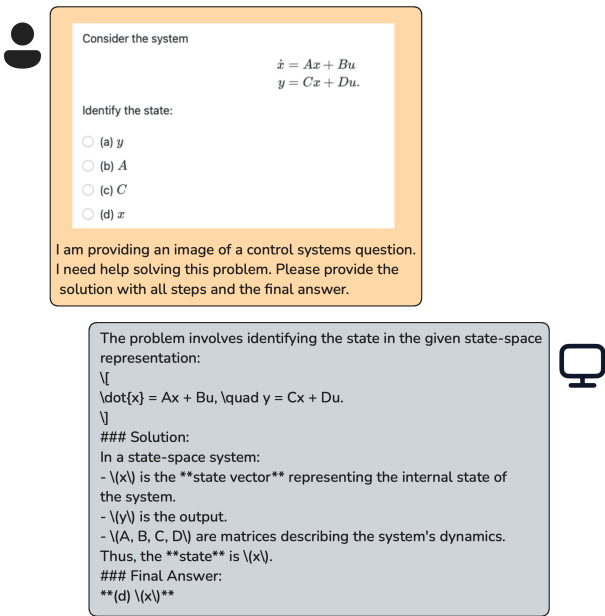 Consider the system
ẋ = Ax + Bu
y = Cx + Du.
Identify the state:
(a) y
(b) A
(c) C
(d) x
I am providing an image of a control systems question.
I need help solving this problem. Please provide the
solution with all steps and the final answer.
The problem involves identifying the state in the given state-space
representation:
\[
\dot{x} = Ax + Bu, \quad y = Cx + Du.
\]
### Solution:
In a state-space system:
- \(x\) is the **state vector** representing the internal state of
the system.
- \(y\) is the output.
- \(A, B, C, D\) are matrices describing the system's dynamics.
Thus, the **state** is \(x\).
### Final Answer:
**(d) \(x\)**